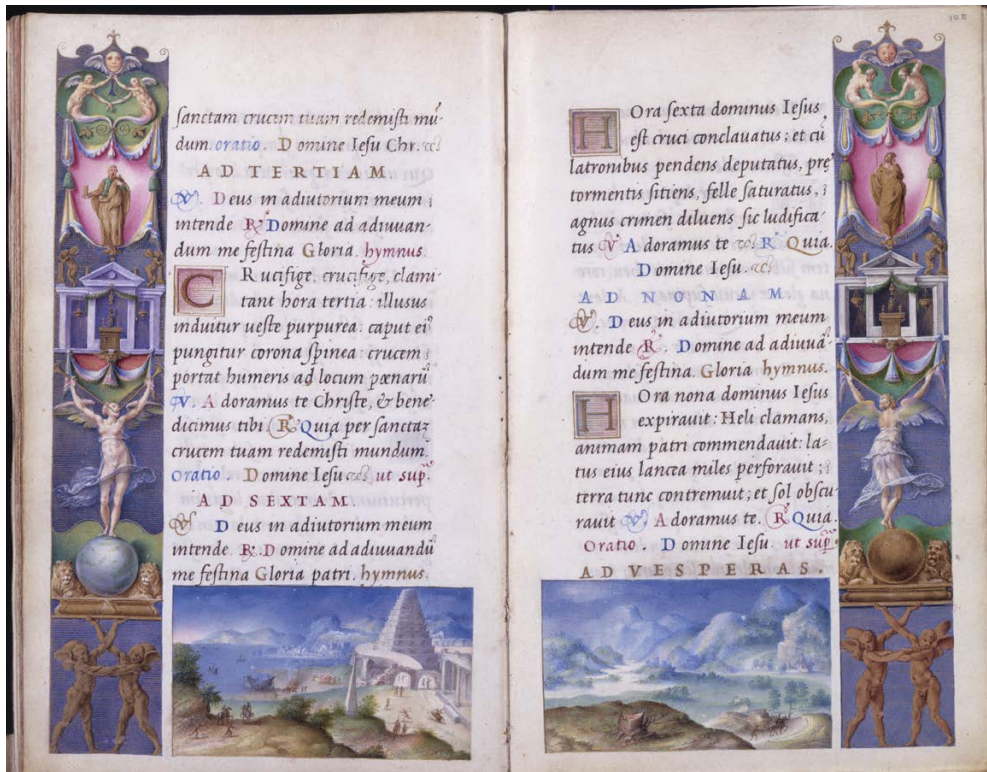 sanctam crucem tuam redemisti mū
dum. oratio. Domine Iesu Chr. &c
AD TERTIAM
V. Deus in adiutorium meum
intende R. Domine ad adiuuan-
dum me festina Gloria hymnus.
CRucifige, crucifige, clami
tant hora tertia: illusus
induitur ueste purpurea. caput ei⁹
pungitur corona spinea: crucem
portat humeris ad locum pœnarū
V. Adoramus te Christe, & bene-
dicimus tibi. R. Quia per sanctaz
crucem tuam redemisti mundum.
Oratio. Domine Iesu &c ut sup.
AD SEXTAM.
V. Deus in adiutorium meum
intende. R. Domine ad adiuuandū
me festina Gloria patri. hymnus.
108
HOra sexta dominus Iesus
est cruci conclauatus; et cū
latronibus pendens deputatus, prę
tormentis sitiens, felle saturatus,
agnus crimen diluens sic ludifica-
tus V. Adoramus te &c R. Quia.
Domine Iesu. &c
AD NONAM
V. Deus in adiutorium meum
intende R. Domine ad adiuuā-
dum me festina. Gloria hymnus.
HOra nona dominus Iesus
expirauit: Heli clamans,
animam patri commendauit: la-
tus eius lancea miles perforauit;
terra tunc contremuit; et sol obscu
rauit V. Adoramus te. R. Quia.
Oratio. Domine Iesu. ut sup.
AD VESPERAS.